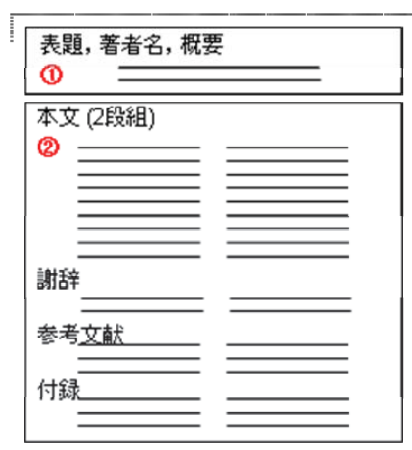 表題, 著者名, 概要
①
本文 (2段組)
②
謝辞
参考文献
付録